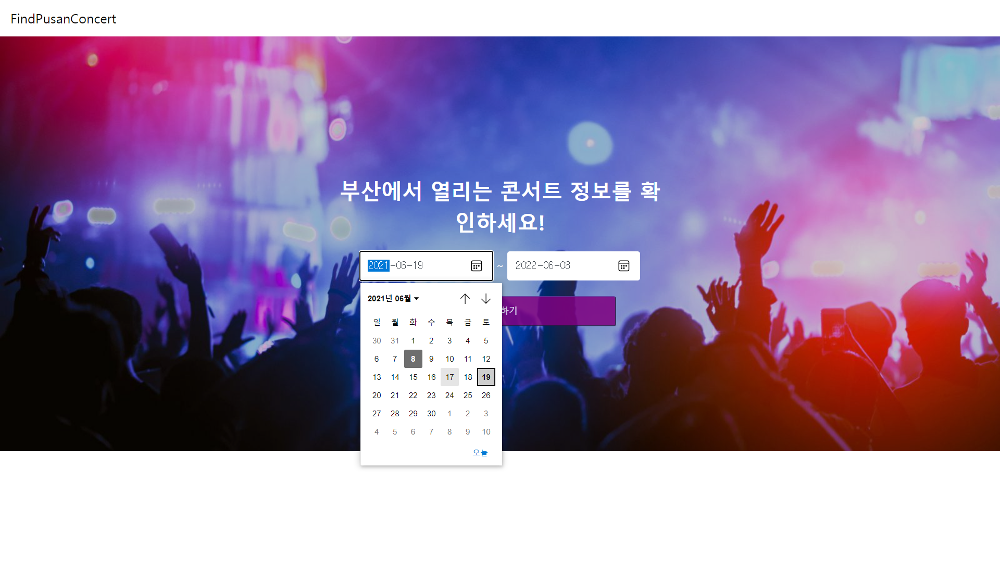 FindPusanConcert
부산에서 열리는 콘서트 정보를 확
인하세요!
2021-06-19 ~ 2022-06-08
하기
2021년 06월
일 월 화 수 목 금 토
30 31 1 2 3 4 5
6 7 8 9 10 11 12
13 14 15 16 17 18 19
20 21 22 23 24 25 26
27 28 29 30 1 2 3
4 5 6 7 8 9 10
오늘